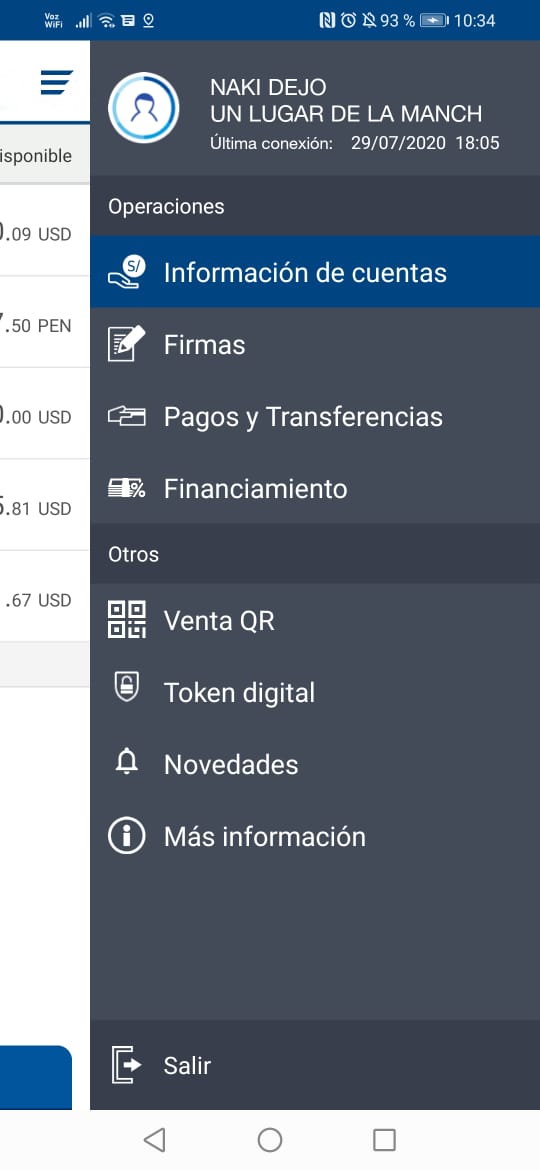 Voz
WiFi
93 %
10:34
NAKI DEJO
UN LUGAR DE LA MANCH
Última conexión: 29/07/2020 18:05
isponible
Operaciones
.09 USD
S/
Información de cuentas
.50 PEN
Firmas
.00 USD
Pagos y Transferencias
.81 USD
Financiamiento
Otros
.67 USD
Venta QR
Token digital
Novedades
Más información
Salir